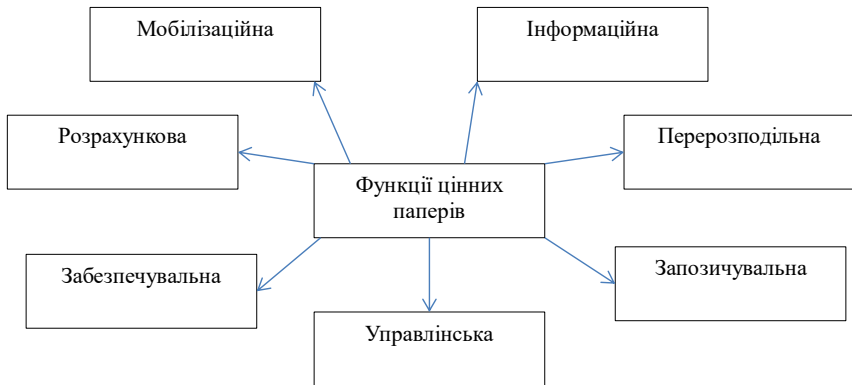 Мобілізаційна
Інформаційна
Розрахункова
Перерозподільна
Функції цінних
паперів
Забезпечувальна
Запозичувальна
Управлінська